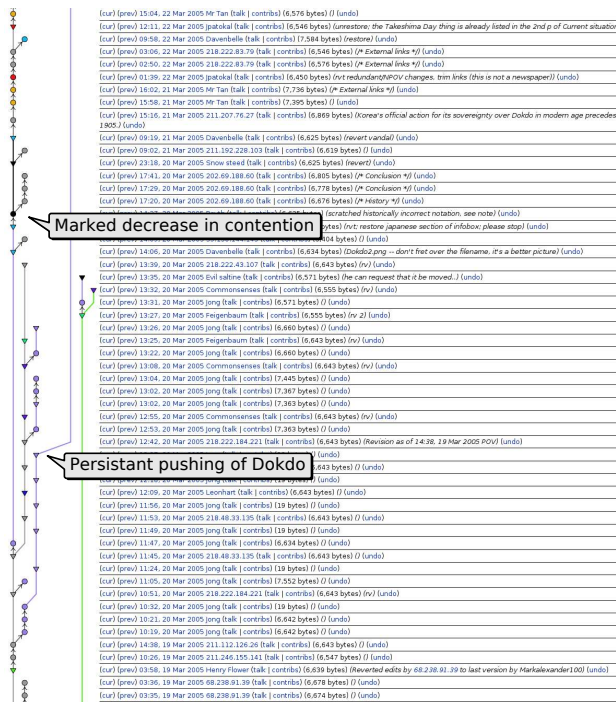 (cur) (prev) 15:04, 22 Mar 2005 Mr Tan (talk | contribs) (6,576 bytes) () (undo)
(cur) (prev) 12:11, 22 Mar 2005 Jpatokal (talk | contribs) (6,546 bytes) (unrestore; the Takeshima Day thing is already listed in the 2nd p of Current situation
(cur) (prev) 09:58, 22 Mar 2005 Davenbelle (talk | contribs) (7,584 bytes) (restore) (undo)
(cur) (prev) 03:06, 22 Mar 2005 218.222.83.79 (talk | contribs) (6,546 bytes) (/* External links */) (undo)
(cur) (prev) 02:50, 22 Mar 2005 218.222.83.79 (talk | contribs) (6,576 bytes) (/* External links */) (undo)
(cur) (prev) 01:39, 22 Mar 2005 Jpatokal (talk | contribs) (6,450 bytes) (rvt redundant/NPOV changes, trim links (this is not a newspaper)) (undo)
(cur) (prev) 16:02, 21 Mar 2005 Mr Tan (talk | contribs) (7,736 bytes) (/* External links */) (undo)
(cur) (prev) 15:58, 21 Mar 2005 Mr Tan (talk | contribs) (7,395 bytes) () (undo)
(cur) (prev) 15:16, 21 Mar 2005 211.207.76.27 (talk | contribs) (6,869 bytes) (Korea's official action for its sovereignty over Dokdo in modern age precedes
1905.) (undo)
(cur) (prev) 09:19, 21 Mar 2005 Davenbelle (talk | contribs) (6,625 bytes) (revert vandal) (undo)
(cur) (prev) 09:02, 21 Mar 2005 211.192.228.103 (talk | contribs) (6,619 bytes) () (undo)
(cur) (prev) 23:18, 20 Mar 2005 Snow steed (talk | contribs) (6,625 bytes) (revert) (undo)
(cur) (prev) 17:41, 20 Mar 2005 202.69.188.60 (talk | contribs) (6,805 bytes) (/* Conclusion */) (undo)
(cur) (prev) 17:29, 20 Mar 2005 202.69.188.60 (talk | contribs) (6,778 bytes) (/* Conclusion */) (undo)
(cur) (prev) 17:20, 20 Mar 2005 202.69.188.60 (talk | contribs) (6,676 bytes) (/* History */) (undo)
(scratched historically incorrect notation. see note) (undo)
Marked decrease in contention
bytes) (rvt; restore japanese section of infobox; please stop) (undo)
404 bytes) () (undo)
(cur) (prev) 14:06, 20 Mar 2005 Davenbelle (talk | contribs) (6,634 bytes) (Dokdo2.png -- don't fret over the filename, it's a better picture) (undo)
(cur) (prev) 13:39, 20 Mar 2005 218.222.43.107 (talk | contribs) (6,643 bytes) (rv) (undo)
(cur) (prev) 13:35, 20 Mar 2005 Evil saltine (talk | contribs) (6,571 bytes) (he can request that it be moved..) (undo)
(cur) (prev) 13:32, 20 Mar 2005 Commonsenses (talk | contribs) (6,555 bytes) (rv) (undo)
(cur) (prev) 13:31, 20 Mar 2005 Jong (talk | contribs) (6,571 bytes) () (undo)
(cur) (prev) 13:27, 20 Mar 2005 Feigenbaum (talk | contribs) (6,555 bytes) (rv 2) (undo)
(cur) (prev) 13:26, 20 Mar 2005 Jong (talk | contribs) (6,660 bytes) () (undo)
(cur) (prev) 13:25, 20 Mar 2005 Feigenbaum (talk | contribs) (6,643 bytes) (rv) (undo)
(cur) (prev) 13:22, 20 Mar 2005 Jong (talk | contribs) (6,660 bytes) () (undo)
(cur) (prev) 13:08, 20 Mar 2005 Commonsenses (talk | contribs) (6,643 bytes) (rv) (undo)
(cur) (prev) 13:04, 20 Mar 2005 Jong (talk | contribs) (7,445 bytes) () (undo)
(cur) (prev) 13:02, 20 Mar 2005 Jong (talk | contribs) (7,367 bytes) () (undo)
(cur) (prev) 13:02, 20 Mar 2005 Jong (talk | contribs) (7,363 bytes) () (undo)
(cur) (prev) 12:55, 20 Mar 2005 Commonsenses (talk | contribs) (6,643 bytes) (rv) (undo)
(cur) (prev) 12:53, 20 Mar 2005 Jong (talk | contribs) (7,363 bytes) () (undo)
(cur) (prev) 12:42, 20 Mar 2005 218.222.184.221 (talk | contribs) (6,643 bytes) (Revision as of 14:38, 19 Mar 2005 POV) (undo)
() (undo)
Persistant pushing of Dokdo
6,643 bytes) () (undo)
(19 bytes) () (undo)
(cur) (prev) 12:09, 20 Mar 2005 Leonhart (talk | contribs) (6,643 bytes) () (undo)
(cur) (prev) 11:56, 20 Mar 2005 Jong (talk | contribs) (19 bytes) () (undo)
(cur) (prev) 11:53, 20 Mar 2005 218.48.33.135 (talk | contribs) (6,643 bytes) () (undo)
(cur) (prev) 11:47, 20 Mar 2005 Jong (talk | contribs) (6,634 bytes) () (undo)
(cur) (prev) 11:45, 20 Mar 2005 218.48.33.135 (talk | contribs) (6,643 bytes) () (undo)
(cur) (prev) 11:24, 20 Mar 2005 Jong (talk | contribs) (19 bytes) () (undo)
(cur) (prev) 11:05, 20 Mar 2005 Jong (talk | contribs) (7,552 bytes) () (undo)
(cur) (prev) 10:51, 20 Mar 2005 218.222.184.221 (talk | contribs) (6,643 bytes) (rv) (undo)
(cur) (prev) 10:32, 20 Mar 2005 Jong (talk | contribs) (19 bytes) () (undo)
(cur) (prev) 10:21, 20 Mar 2005 Jong (talk | contribs) (6,642 bytes) () (undo)
(cur) (prev) 10:19, 20 Mar 2005 Jong (talk | contribs) (6,642 bytes) () (undo)
(cur) (prev) 14:38, 19 Mar 2005 211.112.126.26 (talk | contribs) (6,643 bytes) () (undo)
(cur) (prev) 10:26, 19 Mar 2005 211.246.155.141 (talk | contribs) (6,547 bytes) () (undo)
(cur) (prev) 03:58, 19 Mar 2005 Henry Flower (talk | contribs) (6,639 bytes) (Reverted edits by 68.238.91.39 to last version by Markalexander100) (undo)
(cur) (prev) 03:36, 19 Mar 2005 68.238.91.39 (talk | contribs) (6,678 bytes) () (undo)
(cur) (prev) 03:35, 19 Mar 2005 68.238.91.39 (talk | contribs) (6,674 bytes) () (undo)